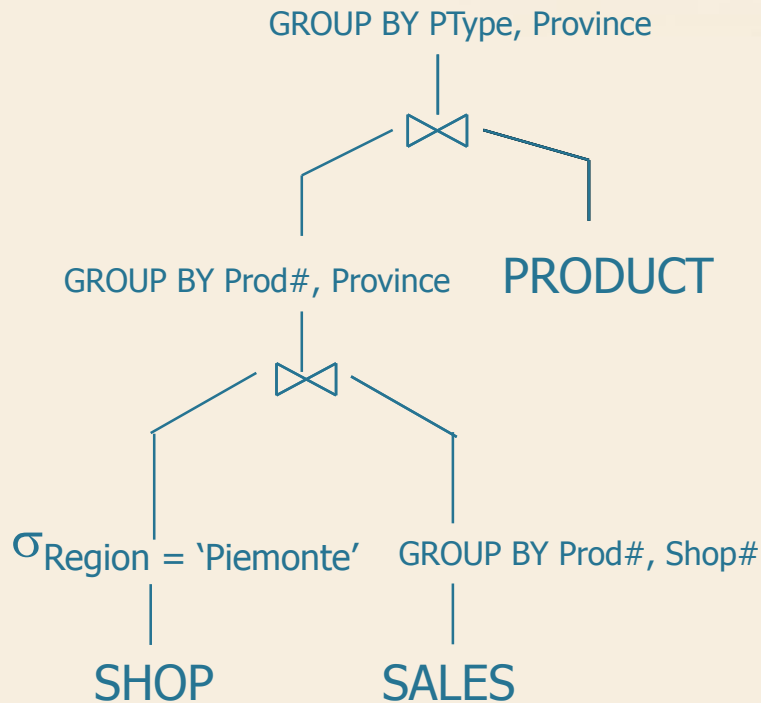 GROUP BY PType, Province
GROUP BY Prod#, Province
PRODUCT
σRegion = ‘Piemonte’
GROUP BY Prod#, Shop#
SHOP
SALES